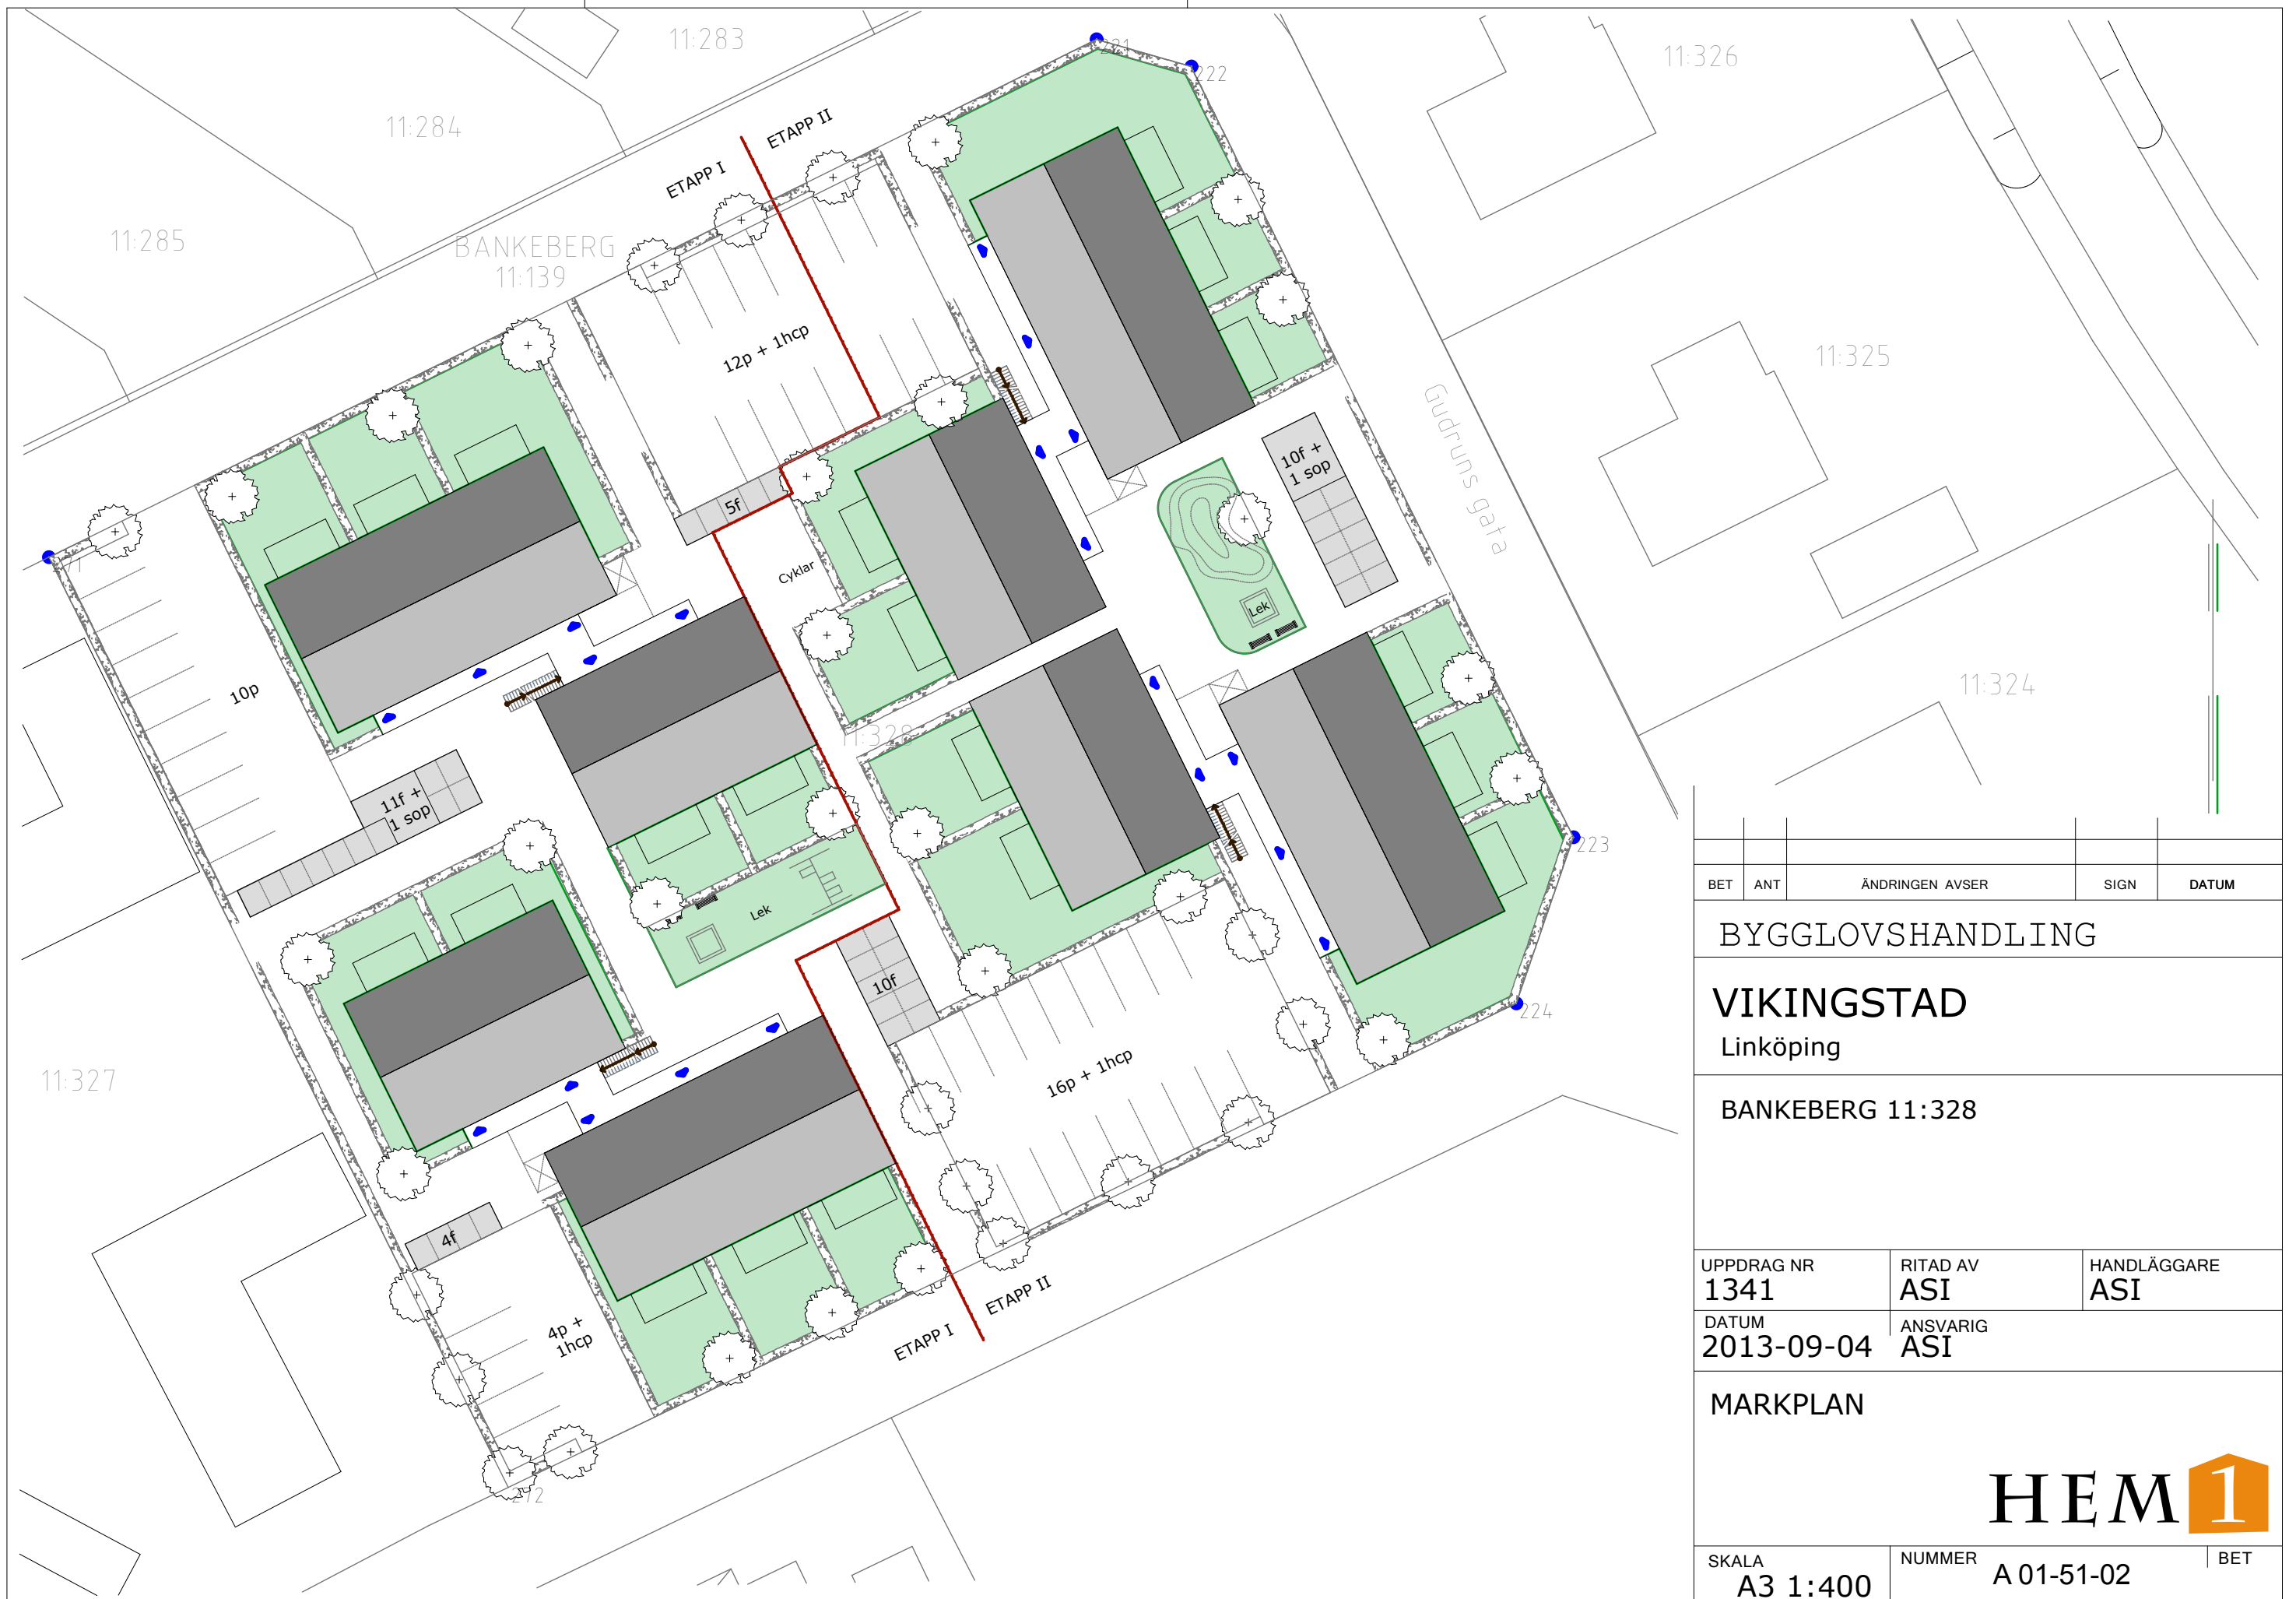 11:283
11:326
221
222
11:284
ETAPP II
ETAPP I
11:285
BANKEBERG
11:139
12p + 1hcp
11:325
Gudruns gata
10f +
1 sop
5f
Cyklar
Lek
10p
11:328
11:324
11f +
1 sop
223
Lek
10f
224
16p + 1hcp
11:327
4f
4p +
1hcp
ETAPP II
ETAPP I
272
BET
ANT
ÄNDRINGEN AVSER
SIGN
DATUM
BYGGLOVSHANDLING
VIKINGSTAD
Linköping
BANKEBERG 11:328
UPPDRAG NR
1341
RITAD AV
ASI
HANDLÄGGARE
ASI
DATUM
2013-09-04
ANSVARIG
ASI
MARKPLAN
HEM 1
SKALA
A3 1:400
NUMMER
A 01-51-02
BET